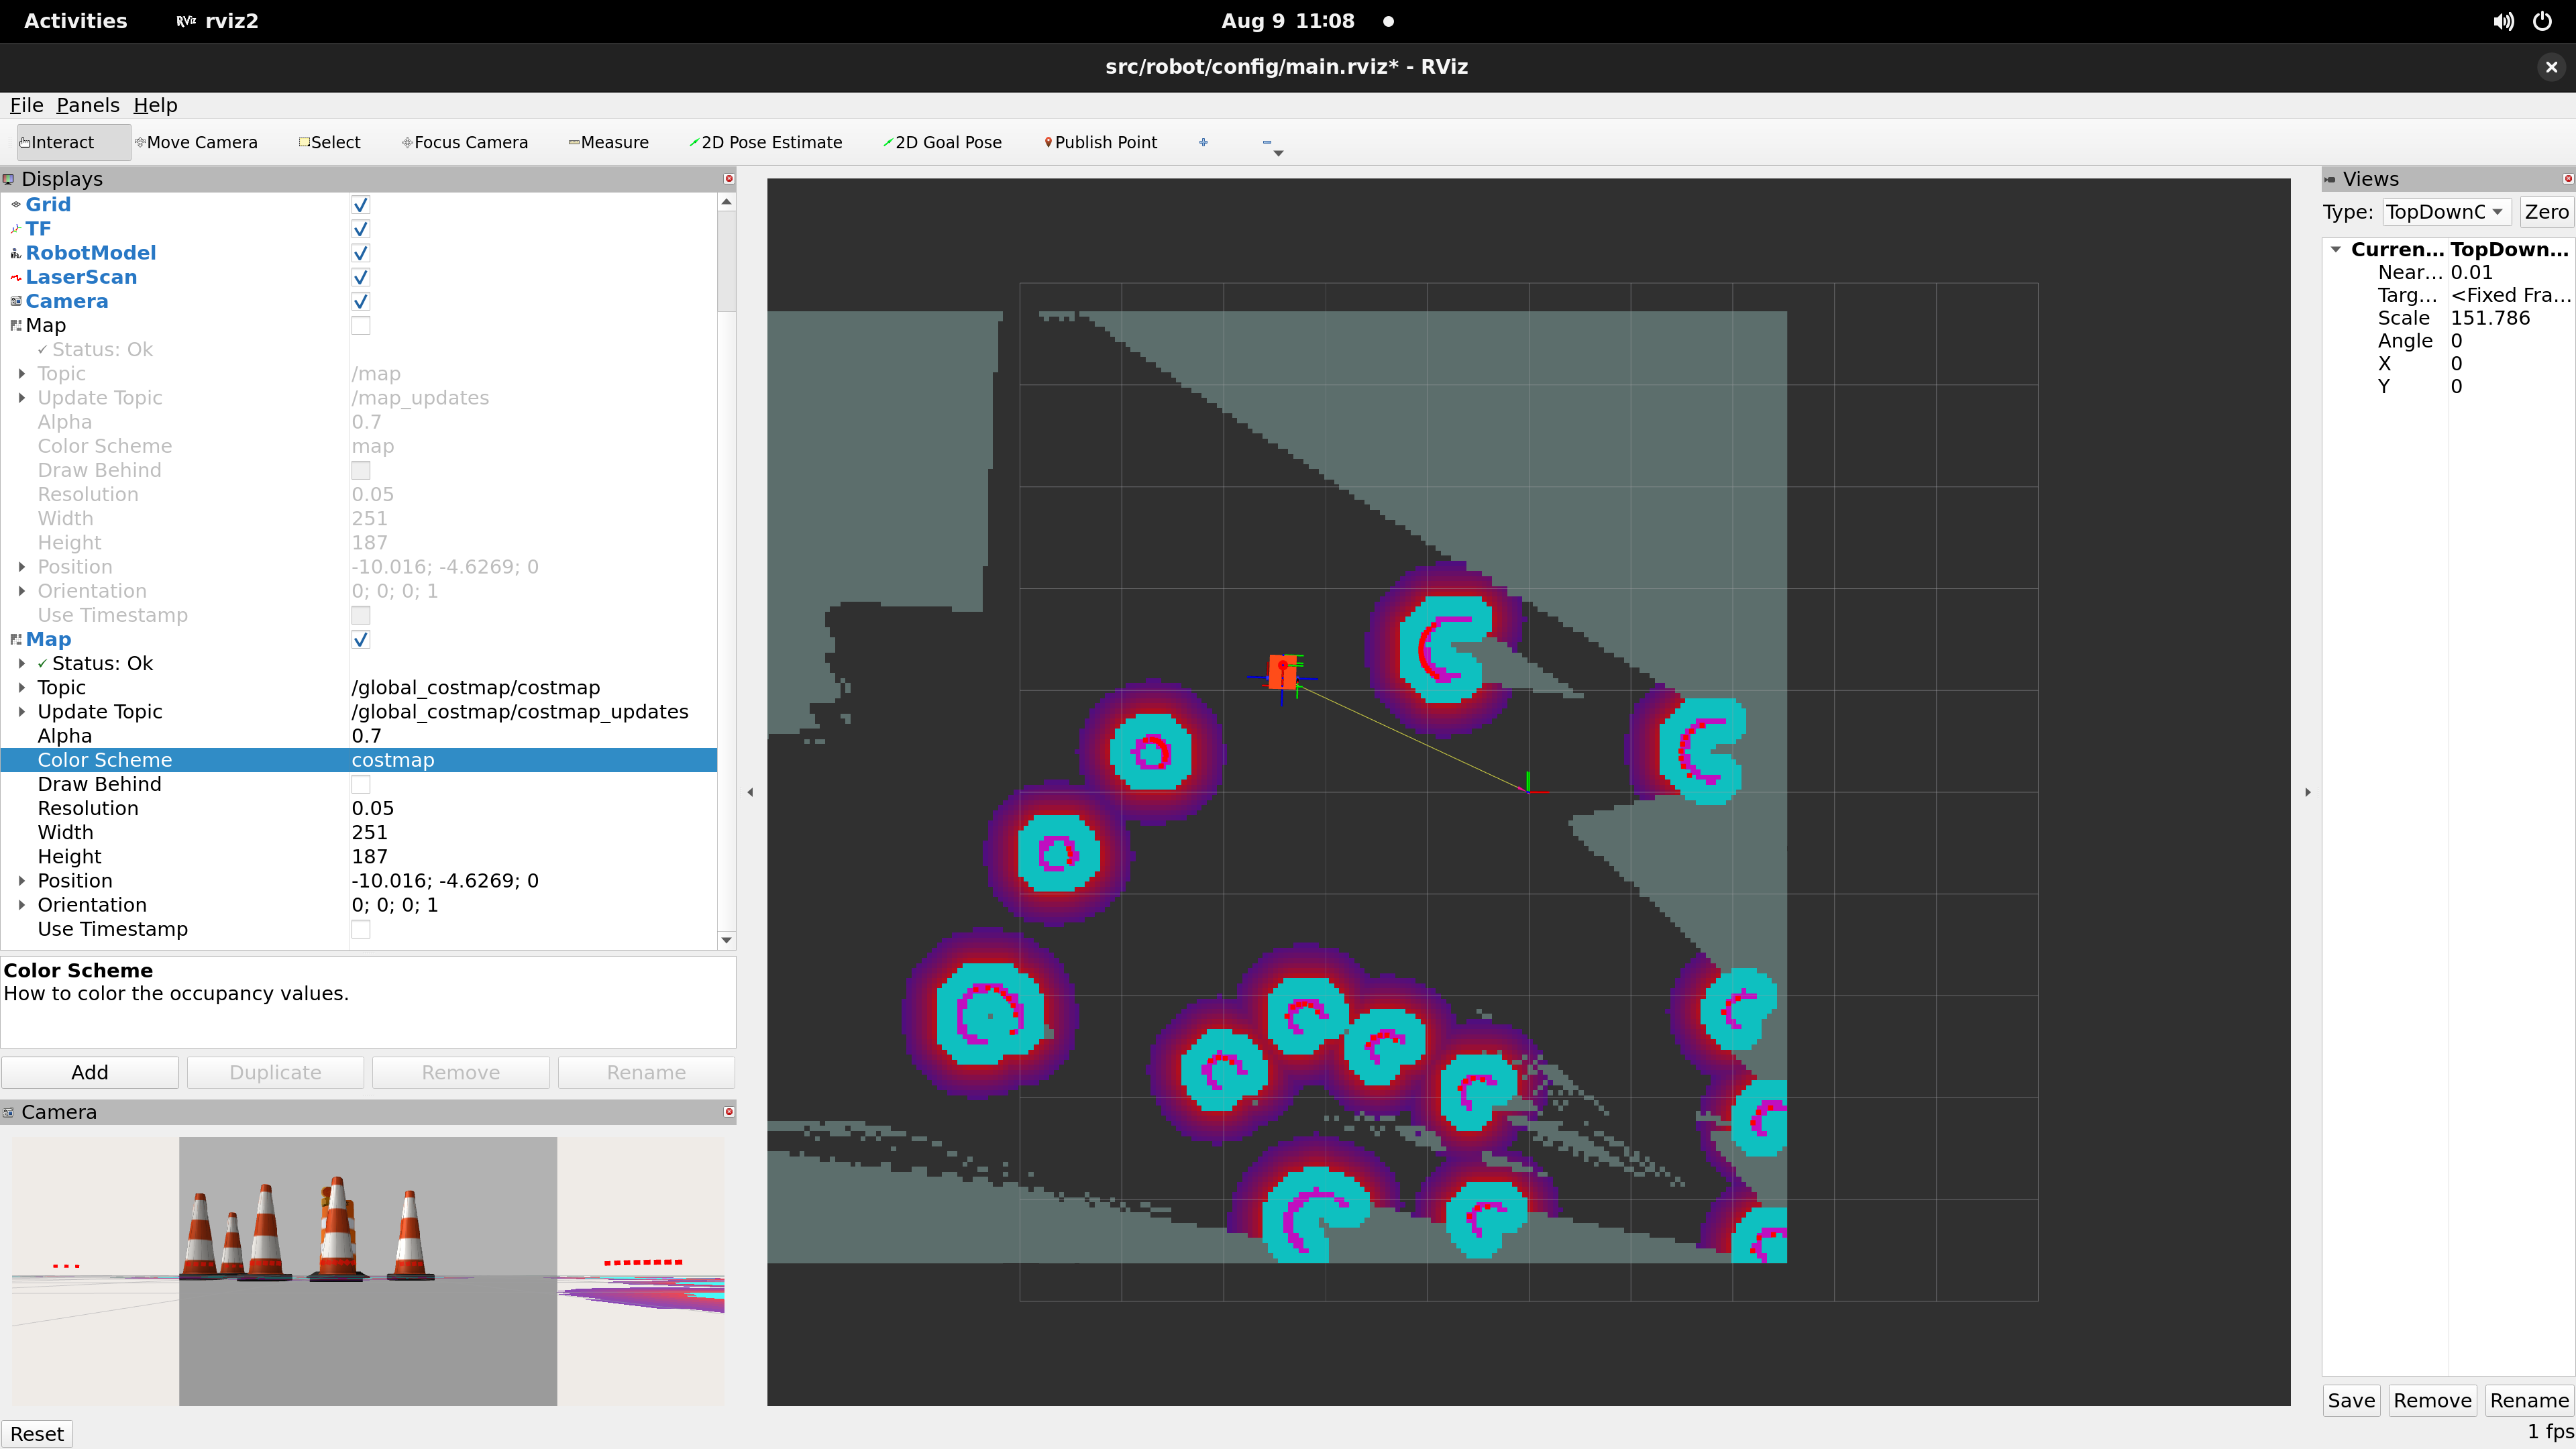 Activities rviz2 Aug 9 11:08
src/robot/config/main.rviz* - RViz
File Panels Help
Interact Move Camera Select Focus Camera Measure 2D Pose Estimate 2D Goal Pose Publish Point
Displays
Grid
TF
RobotModel
LaserScan
Camera
Map
Status: Ok
Topic /map
Update Topic /map_updates
Alpha 0.7
Color Scheme map
Draw Behind
Resolution 0.05
Width 251
Height 187
Position -10.016; -4.6269; 0
Orientation 0; 0; 0; 1
Use Timestamp
Map
Status: Ok
Topic /global_costmap/costmap
Update Topic /global_costmap/costmap_updates
Alpha 0.7
Color Scheme costmap
Draw Behind
Resolution 0.05
Width 251
Height 187
Position -10.016; -4.6269; 0
Orientation 0; 0; 0; 1
Use Timestamp
Color Scheme
How to color the occupancy values.
Add Duplicate Remove Rename
Camera
Reset
Views
Type: TopDownO Zero
Curren... TopDown...
Near... 0.01
Targ... <Fixed Fra...
Scale 151.786
Angle 0
X 0
Y 0
Save Remove Rename
1 fps